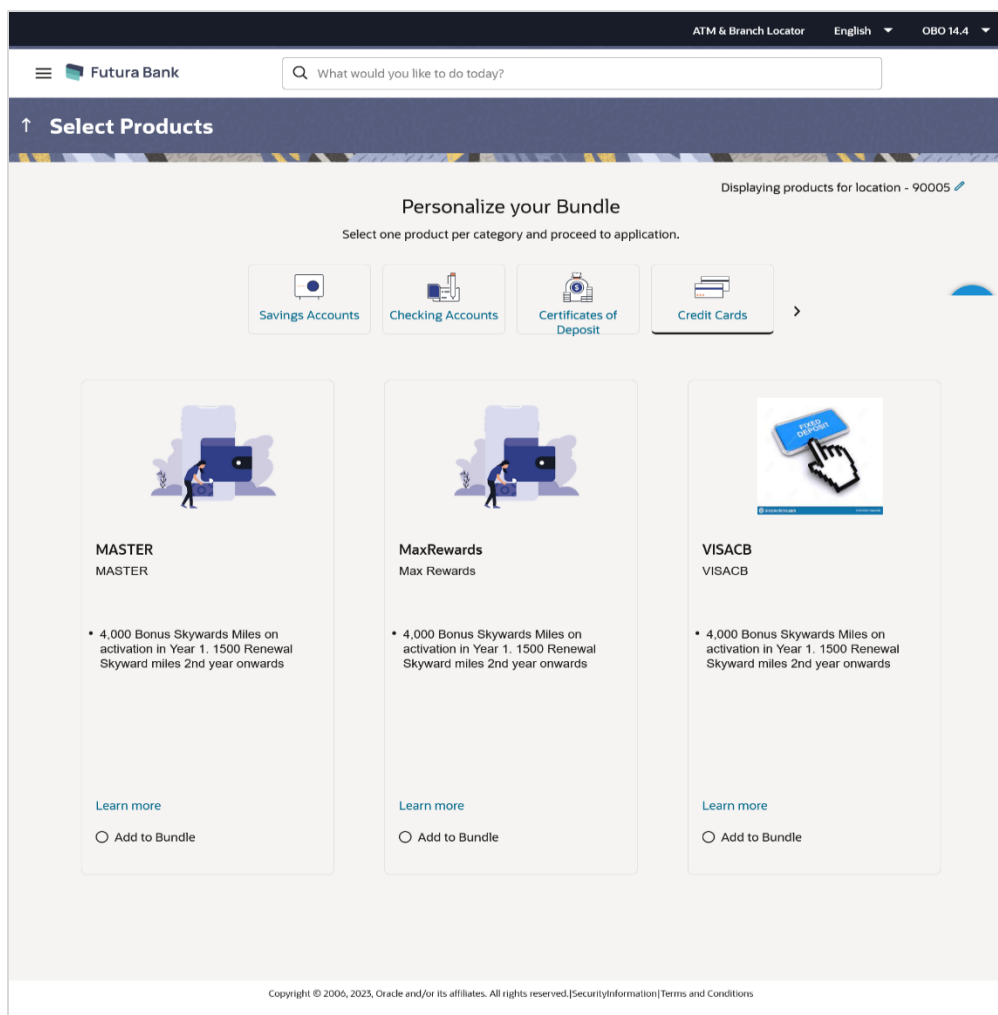 ATM & Branch Locator English OBO 14.4
Futura Bank What would you like to do today?
Select Products
Displaying products for location - 90005
Personalize your Bundle
Select one product per category and proceed to application.
Savings Accounts Checking Accounts Certificates of Deposit Credit Cards
FIXED DEPOSIT
MASTER
MASTER
• 4,000 Bonus Skywards Miles on
activation in Year 1. 1500 Renewal
Skyward miles 2nd year onwards
Learn more
Add to Bundle
MaxRewards
Max Rewards
• 4,000 Bonus Skywards Miles on
activation in Year 1. 1500 Renewal
Skyward miles 2nd year onwards
Learn more
Add to Bundle
VISACB
VISACB
• 4,000 Bonus Skywards Miles on
activation in Year 1. 1500 Renewal
Skyward miles 2nd year onwards
Learn more
Add to Bundle
Copyright © 2006, 2023, Oracle and/or its affiliates. All rights reserved.|SecurityInformation|Terms and Conditions